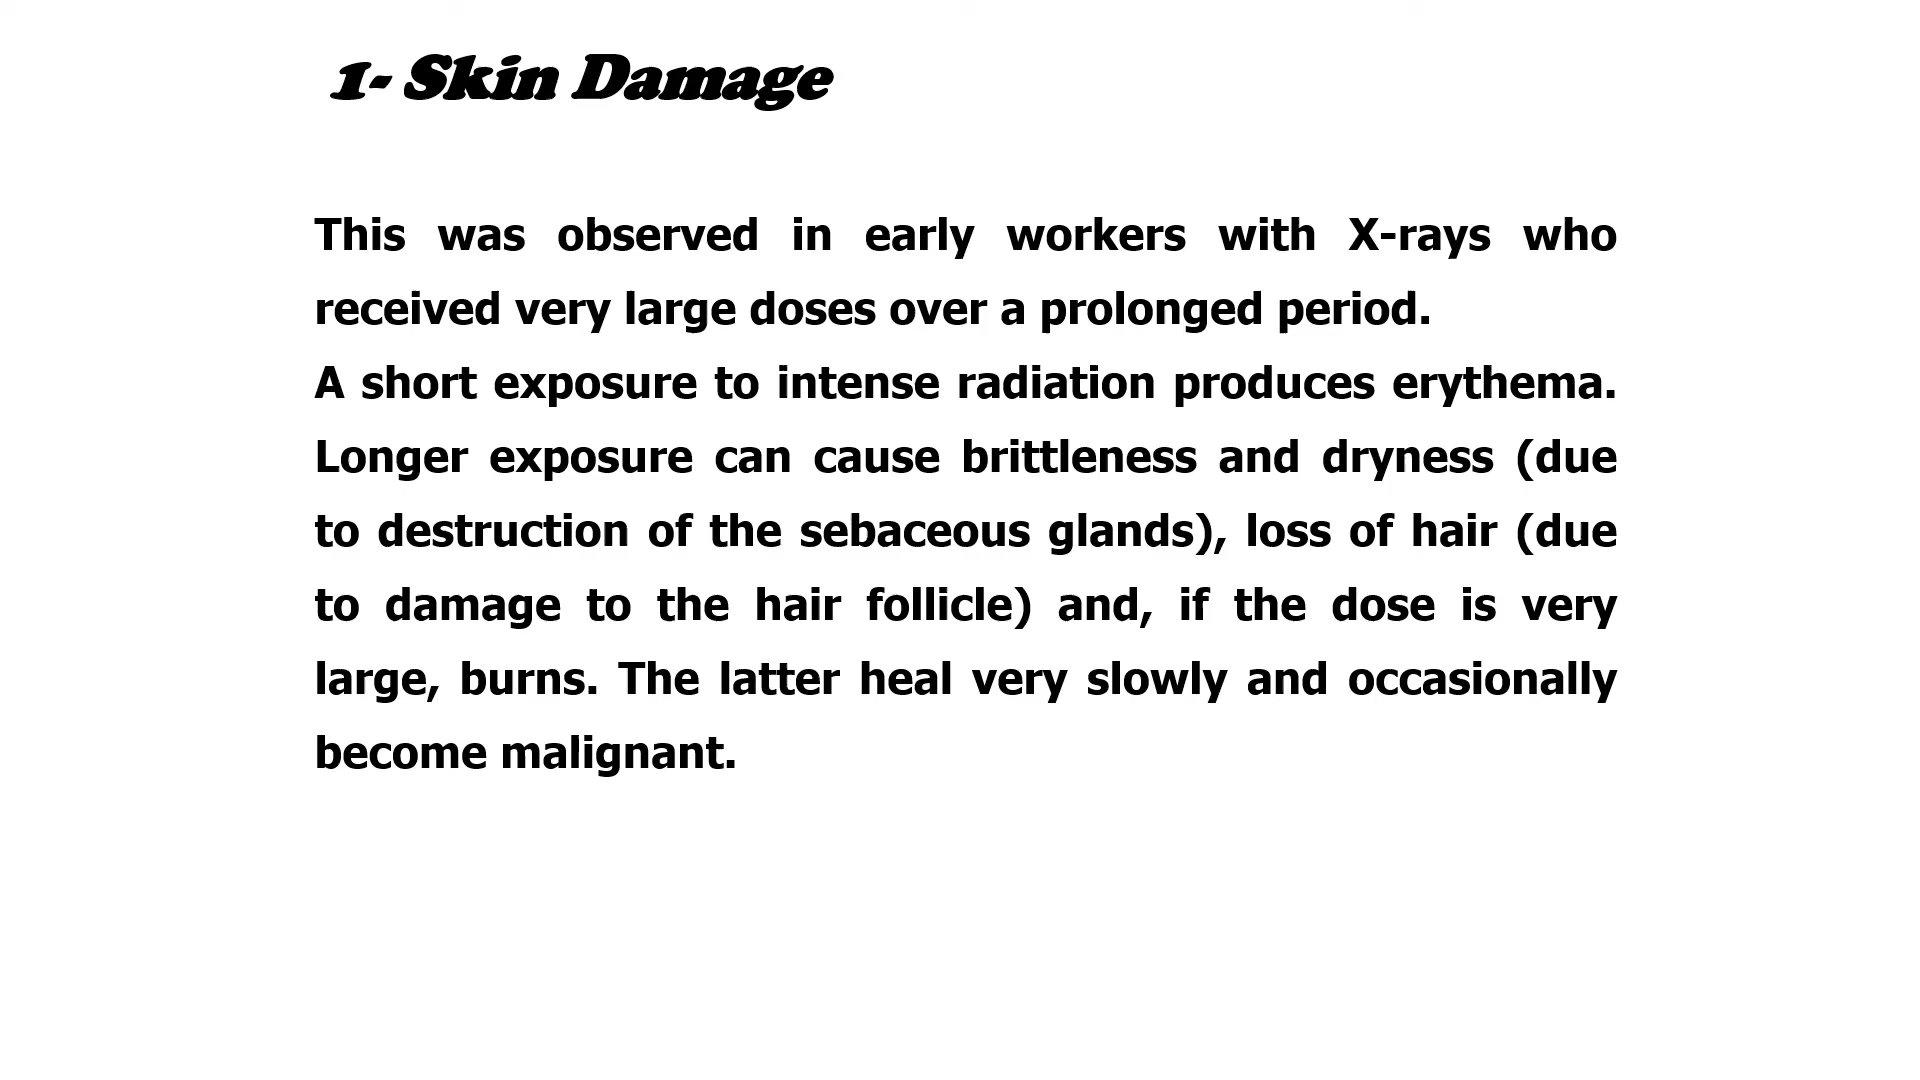 1- Skin Damage
This was observed in early workers with X-rays who
received very large doses over a prolonged period.
A short exposure to intense radiation produces erythema.
Longer exposure can cause brittleness and dryness (due
to destruction of the sebaceous glands), loss of hair (due
to damage to the hair follicle) and, if the dose is very
large, burns. The latter heal very slowly and occasionally
become malignant.